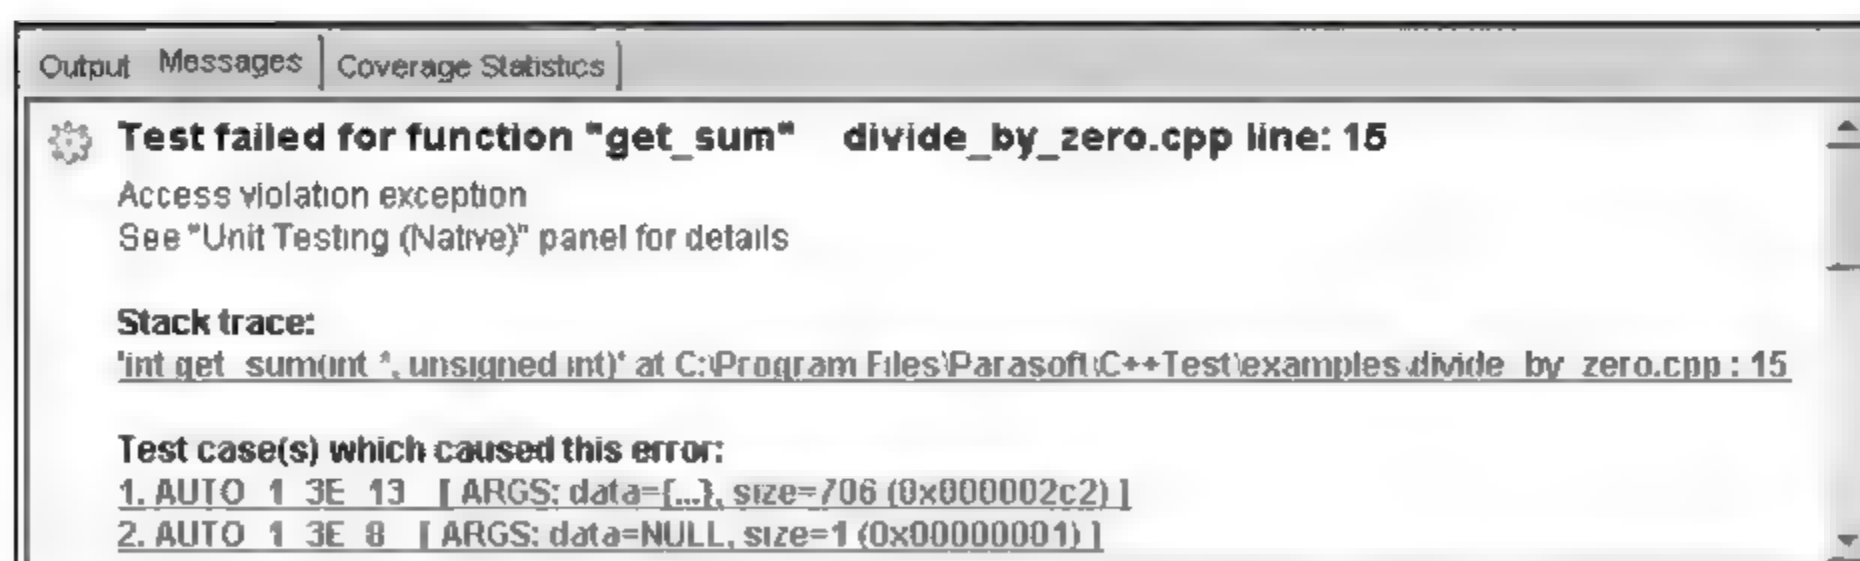 Output Messages Coverage Statistics
Test failed for function "get_sum" divide_by_zero.cpp line: 15
Access violation exception
See "Unit Testing (Native)" panel for details
Stack trace:
'int get_sum(int *, unsigned int)' at C:\Program Files\Parasoft\C++Test\examples\divide_by_zero.cpp : 15
Test case(s) which caused this error:
1. AUTO_1_3E_13 [ ARGS: data={...}, size=706 (0x000002c2) ]
2. AUTO_1_3E_8 [ ARGS: data=NULL, size=1 (0x00000001) ]